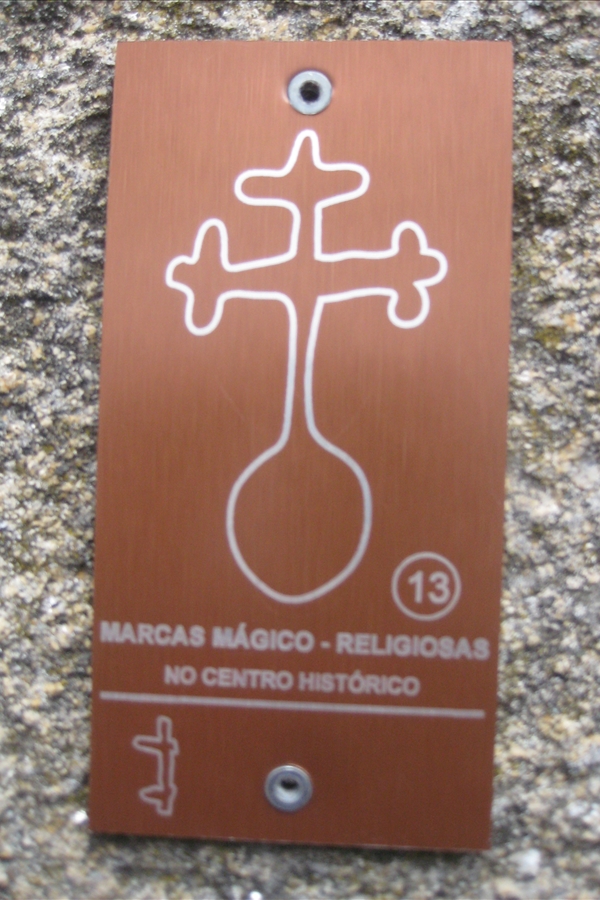 13
MARCAS MÁGICO - RELIGIOSAS
NO CENTRO HISTÓRICO